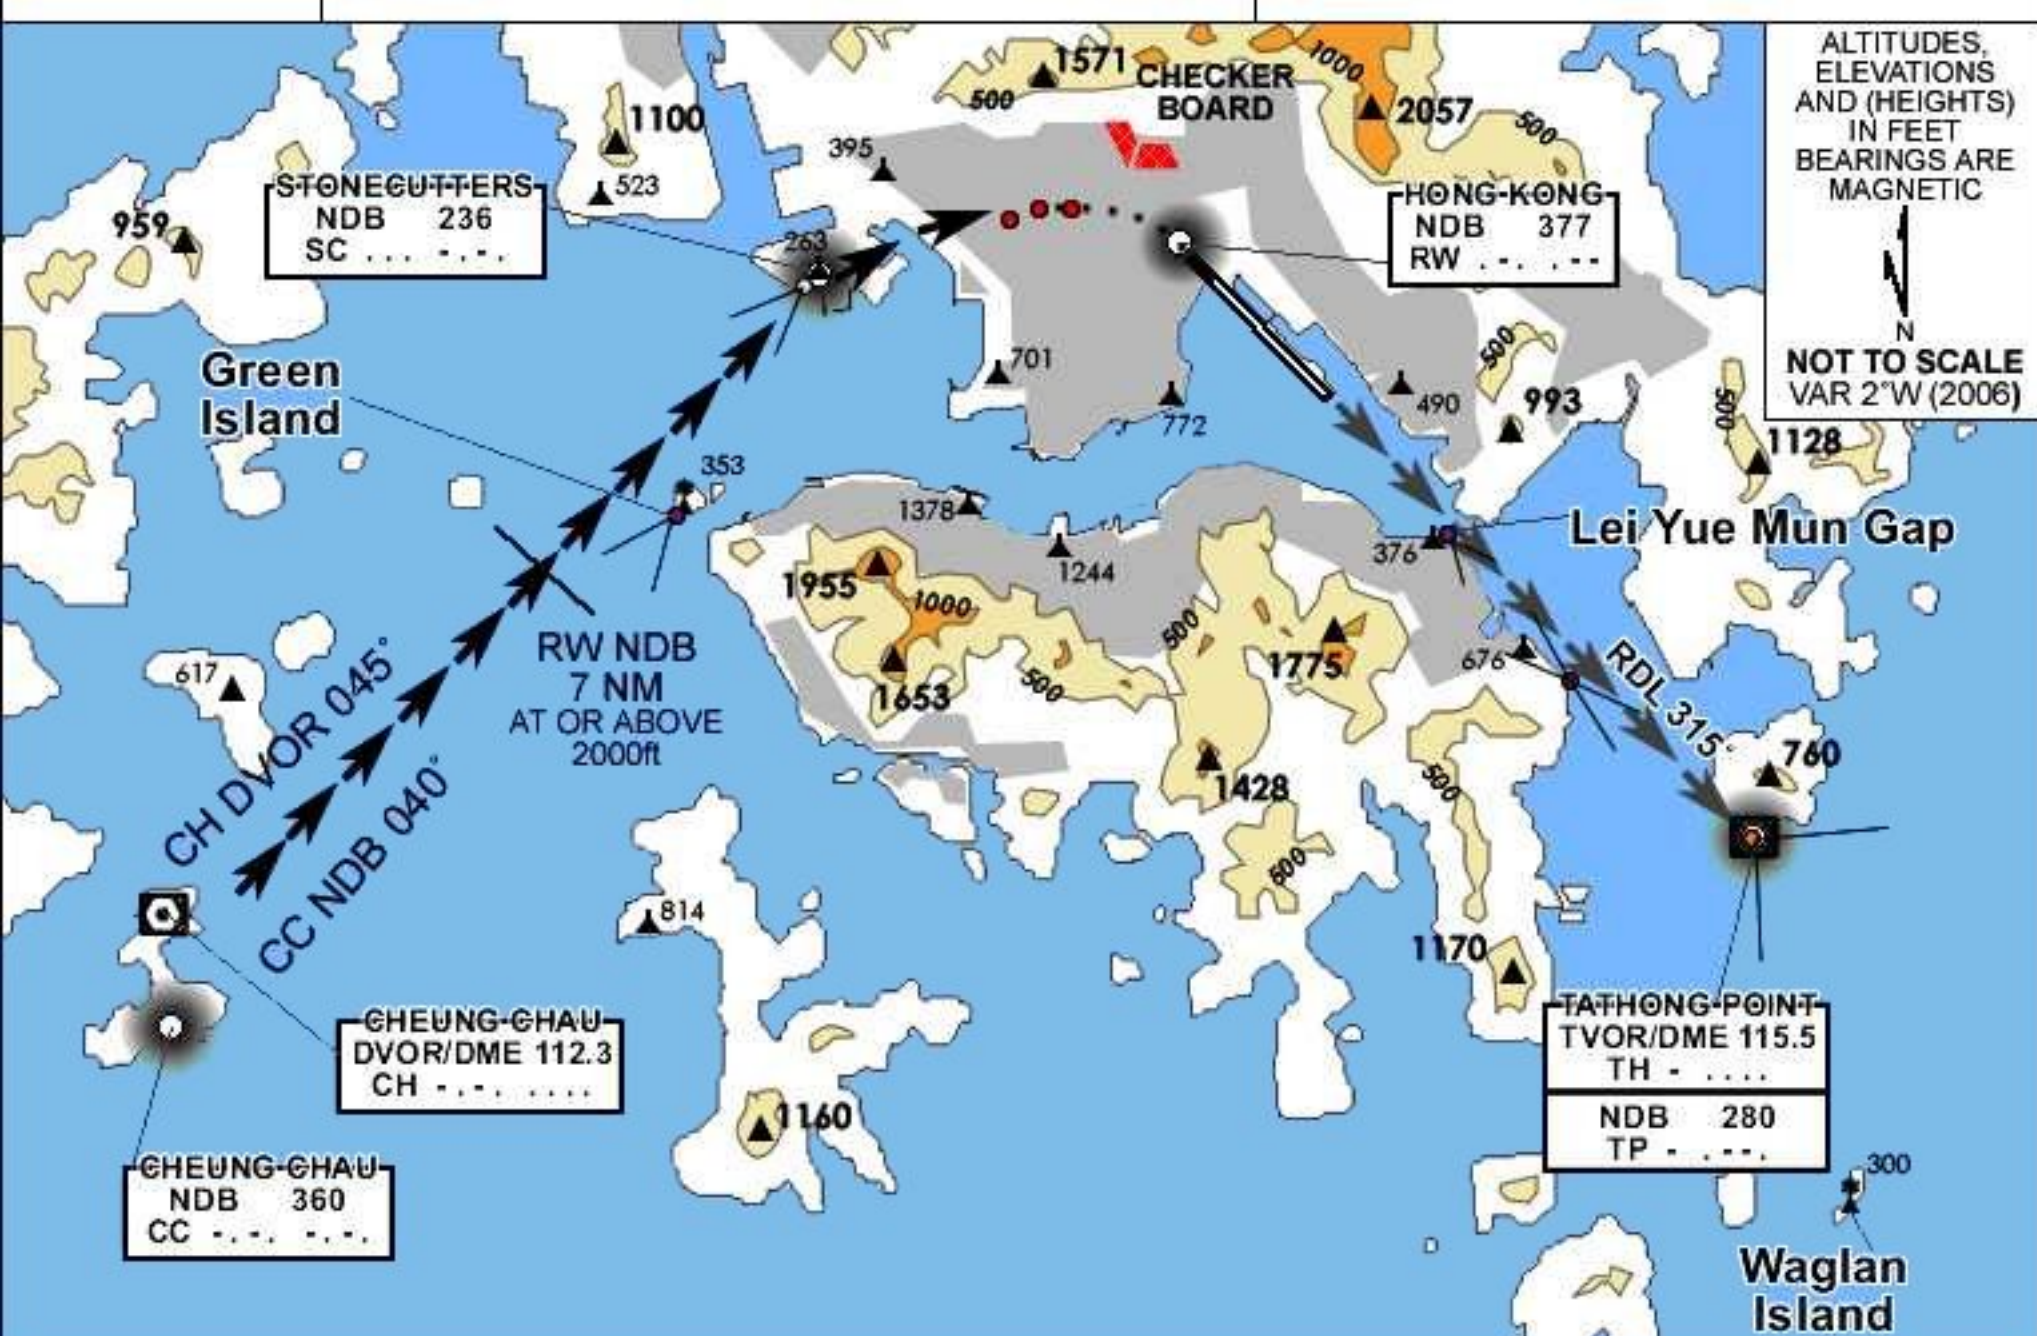 ALTITUDES,
ELEVATIONS
AND (HEIGHTS)
IN FEET
BEARINGS ARE
MAGNETIC
N
NOT TO SCALE
VAR 2°W (2006)
1571
CHECKER
BOARD
1000
2057
500
500
1100
395
523
STONECUTTERS
NDB 236
SC ... -.-.
959
263
HONG-KONG
NDB 377
RW .-. .--
Green
Island
701
772
490
500
993
500
1128
353
1378
1244
376
Lei Yue Mun Gap
1955
1000
500
1653
500
1775
676
RDL 315°
617
CH DVOR 045°
CC NDB 040°
RW NDB
7 NM
AT OR ABOVE
2000ft
1428
500
500
760
814
1170
CHEUNG-CHAU
DVOR/DME 112.3
CH -.-. ....
TATHONG-POINT
TVOR/DME 115.5
TH - ....
NDB 280
TP - .--.
1160
CHEUNG-CHAU
NDB 360
CC -.-. -.-.
300
Waglan
Island